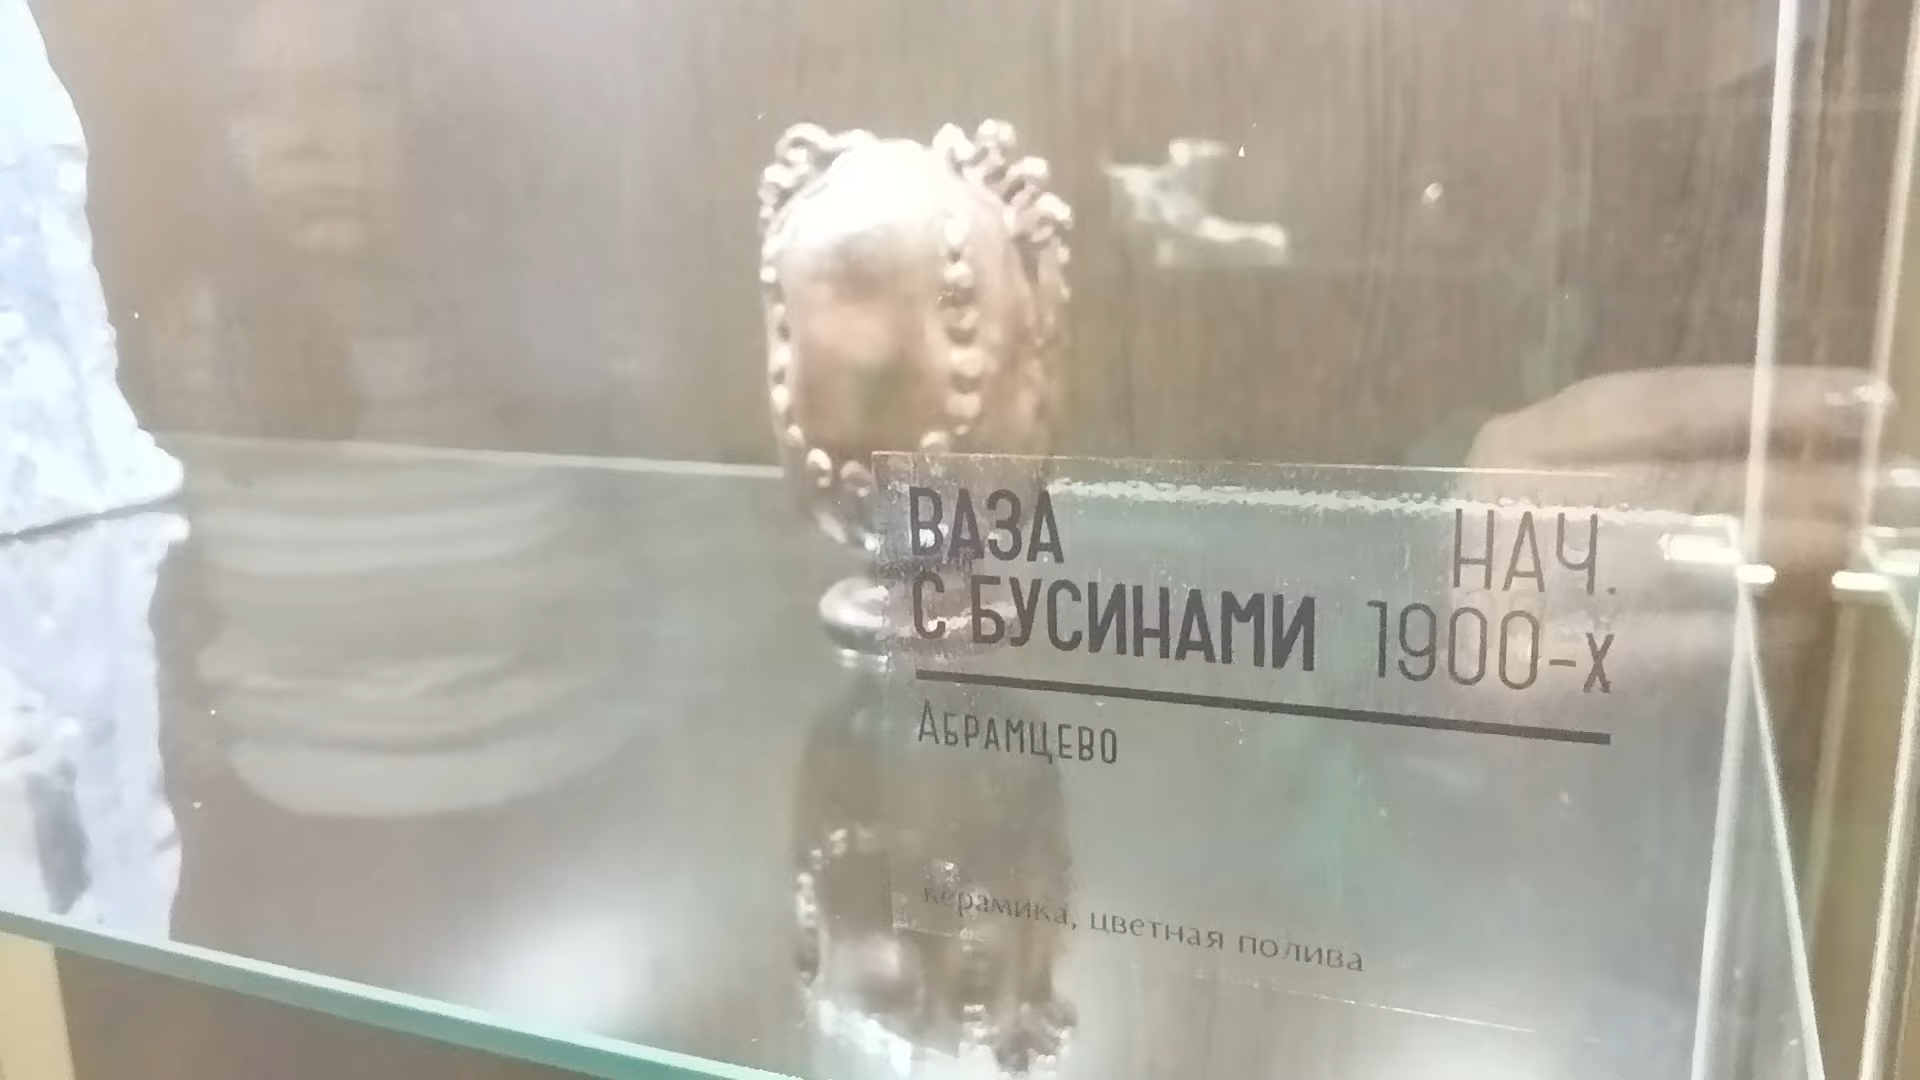 ВАЗА НАЧ.
С БУСИНАМИ 1900-х
АБРАМЦЕВО
керамика, цветная полива